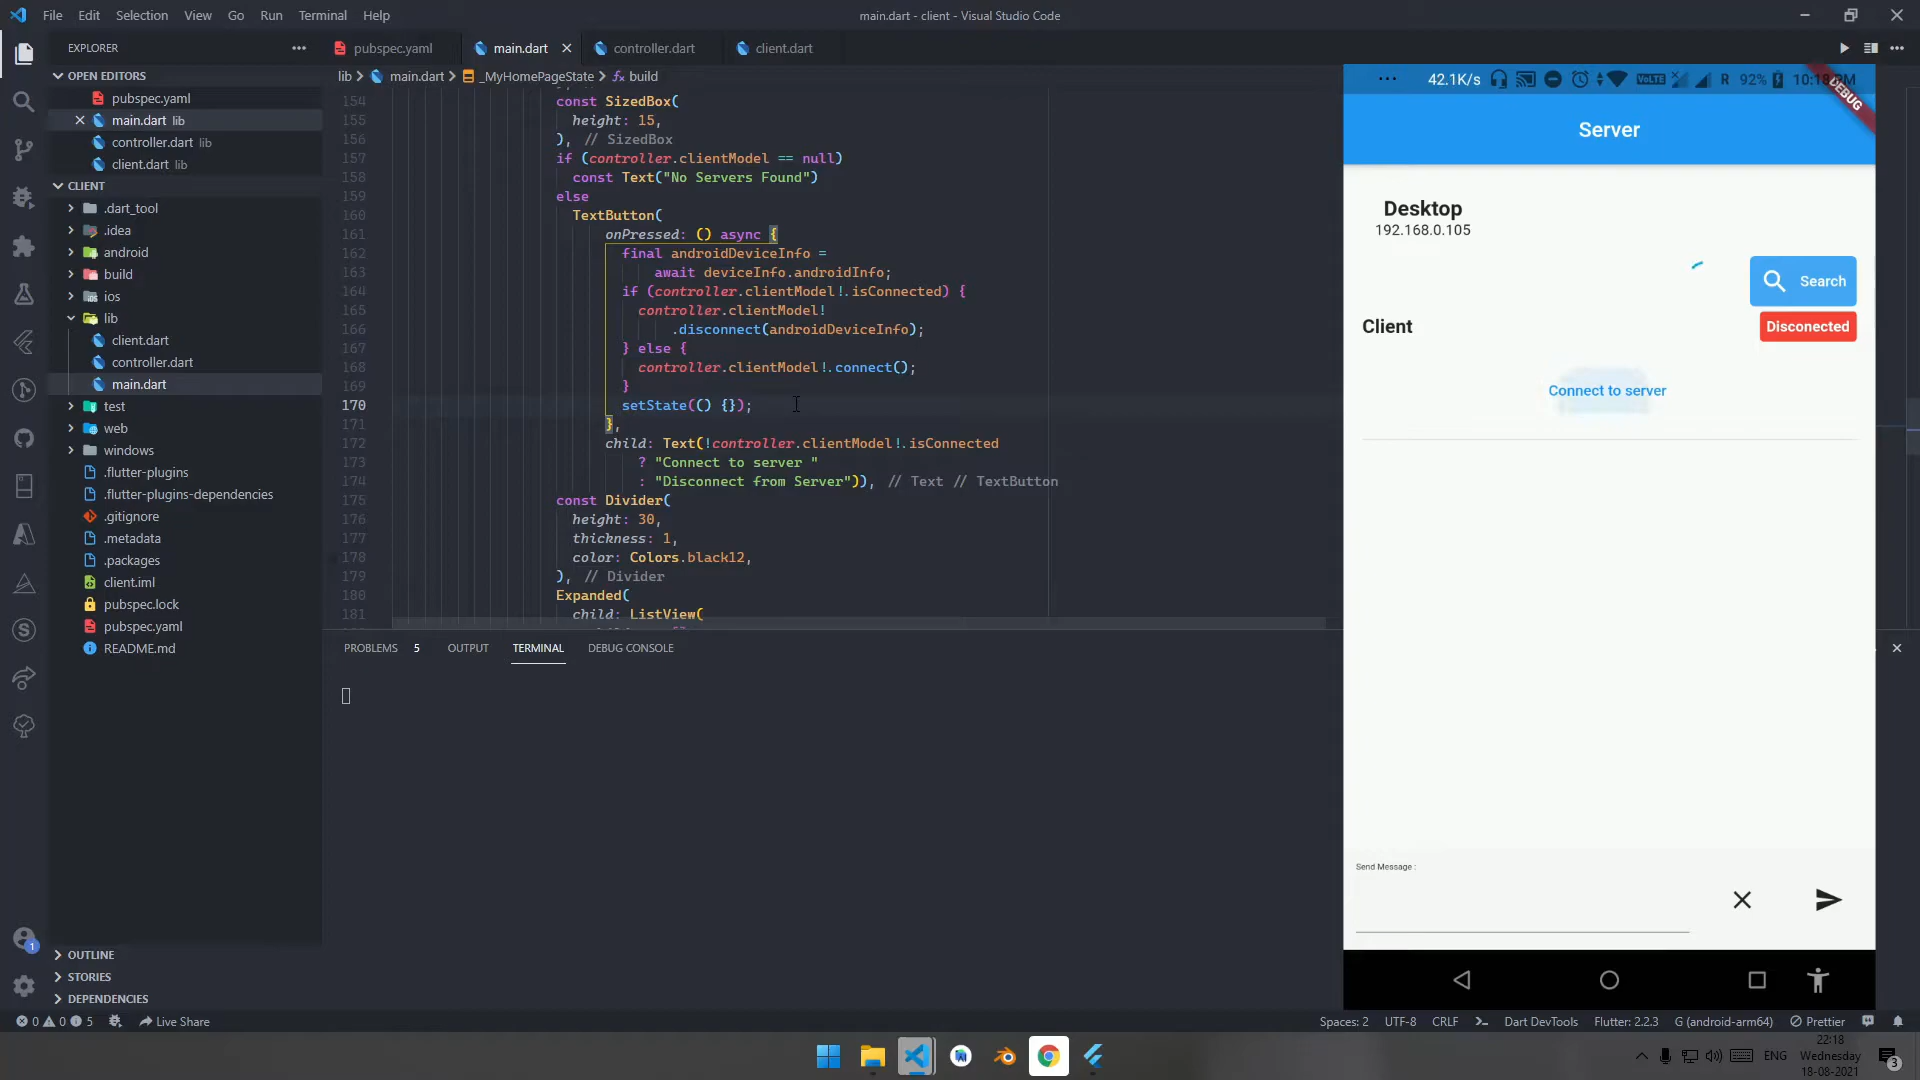 File Edit Selection View Go Run Terminal Help
main.dart - client - Visual Studio Code
EXPLORER
OPEN EDITORS
pubspec.yaml
main.dart lib
controller.dart lib
client.dart lib
CLIENT
.dart_tool
.idea
android
build
ios
lib
client.dart
controller.dart
main.dart
test
web
windows
.flutter-plugins
.flutter-plugins-dependencies
.gitignore
.metadata
.packages
client.iml
pubspec.lock
pubspec.yaml
README.md
OUTLINE
STORIES
DEPENDENCIES
pubspec.yaml main.dart controller.dart client.dart
lib main.dart _MyHomePageState build
154 const SizedBox(
155 height: 15,
156 ), // SizedBox
157 if (controller.clientModel == null)
158 const Text("No Servers Found")
159 else
160 TextButton(
161 onPressed: () async {
162 final androidDeviceInfo =
163 await deviceInfo.androidInfo;
164 if (controller.clientModel!.isConnected) {
165 controller.clientModel!
166 .disconnect(androidDeviceInfo);
167 } else {
168 controller.clientModel!.connect();
169 }
170 setState(() {});
171 },
172 child: Text(!controller.clientModel!.isConnected
173 ? "Connect to server "
174 : "Disconnect from Server")), // Text // TextButton
175 const Divider(
176 height: 30,
177 thickness: 1,
178 color: Colors.black12,
179 ), // Divider
180 Expanded(
181 child: ListView(
PROBLEMS 5 OUTPUT TERMINAL DEBUG CONSOLE
42.1K/s VoLTE R 92% 10:18 PM
DEBUG
Server
Desktop
192.168.0.105
Search
Client
Disconected
Connect to server
Send Message :
0 0 5 Live Share
Spaces: 2 UTF-8 CRLF Dart DevTools Flutter: 2.2.3 G (android-arm64) Prettier
1
ENG
22:18
Wednesday
18-08-2021
3